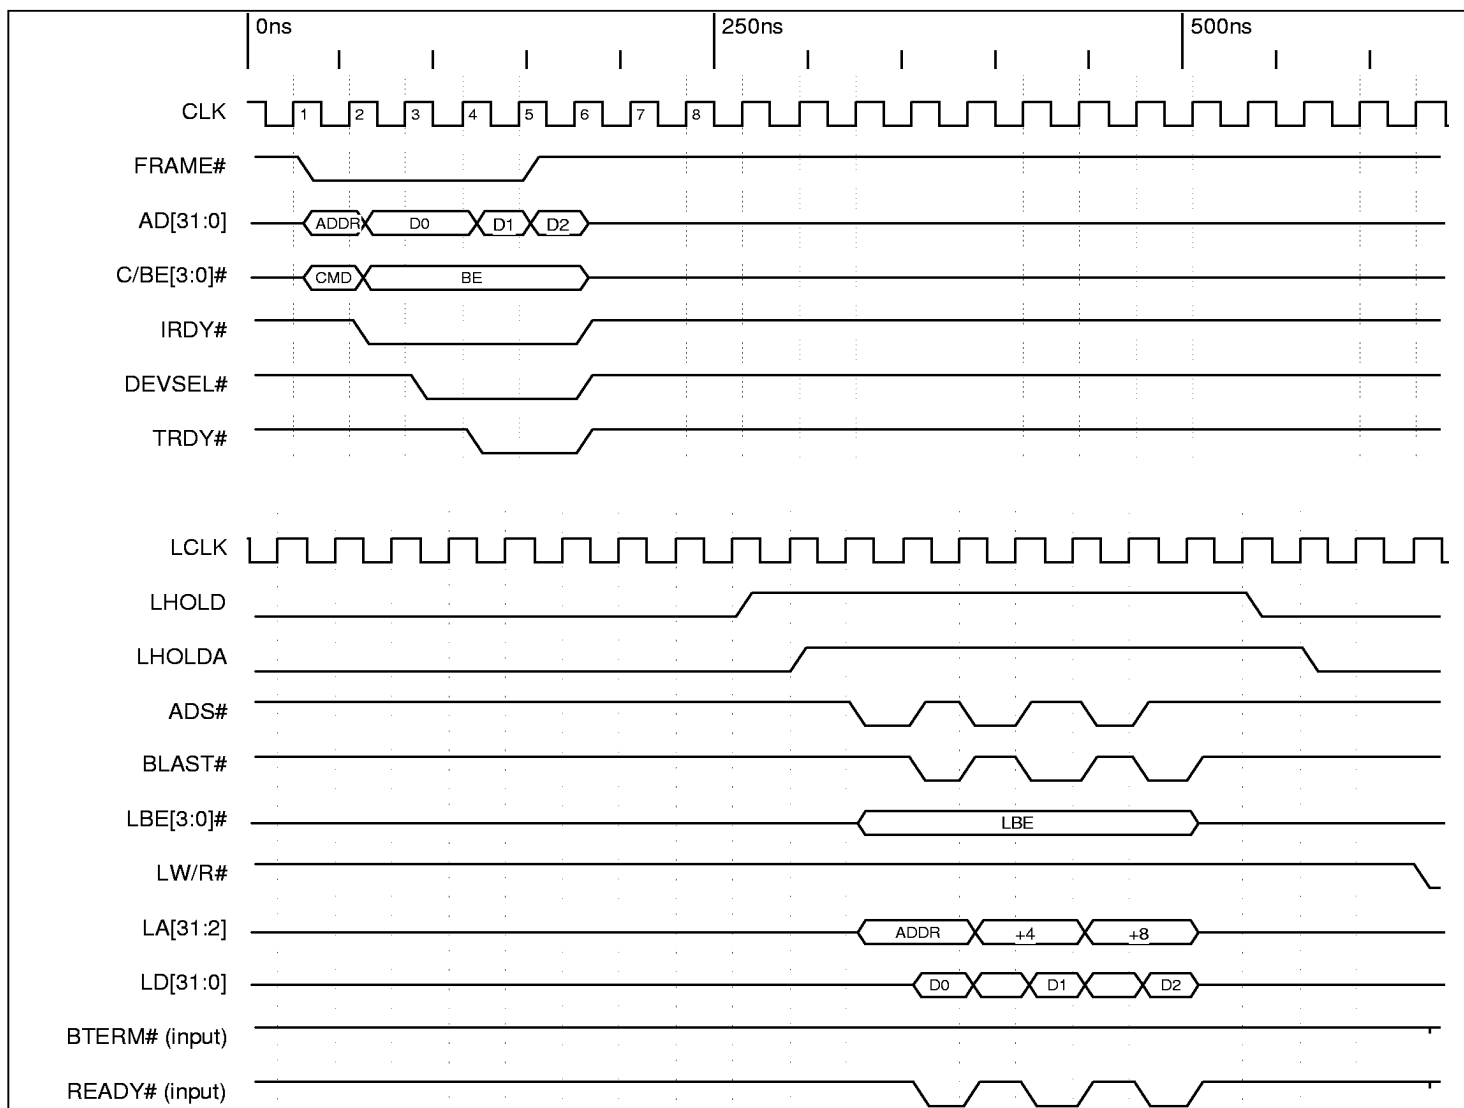 0ns 250ns 500ns
CLK 1 2 3 4 5 6 7 8
FRAME#
AD[31:0] ADDR D0 D1 D2
C/BE[3:0]# CMD BE
IRDY#
DEVSEL#
TRDY#
LCLK
LHOLD
LHOLDA
ADS#
BLAST#
LBE[3:0]# LBE
LW/R#
LA[31:2] ADDR +4 +8
LD[31:0] D0 D1 D2
BTERM# (input)
READY# (input)